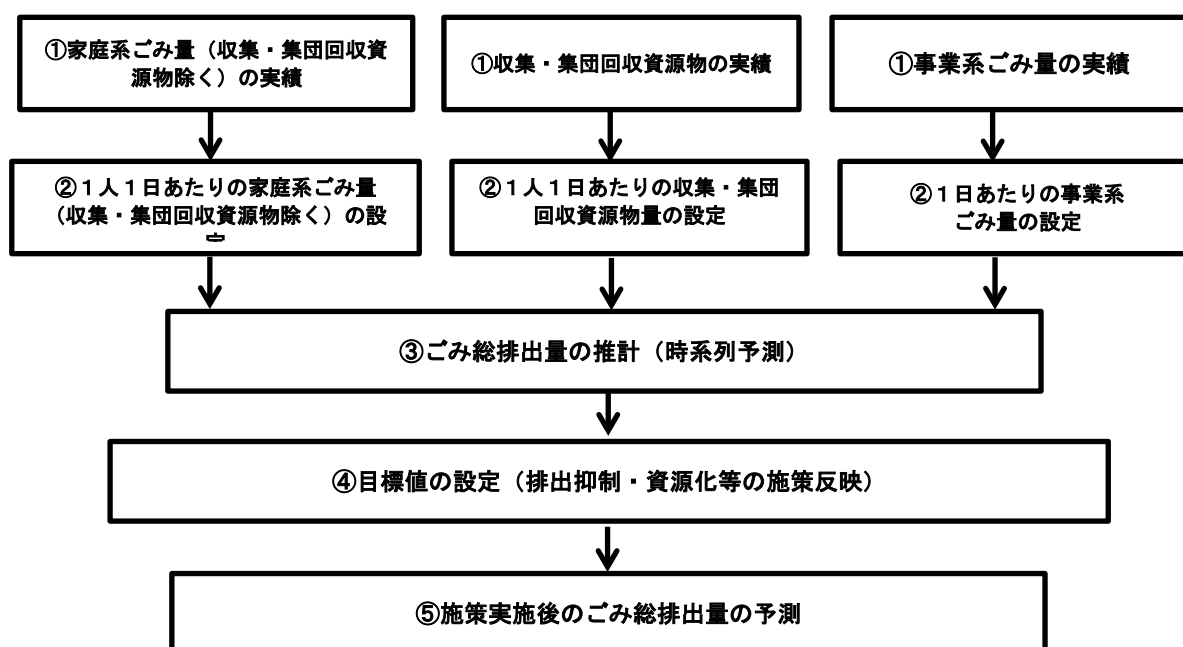 ①家庭系ごみ量（収集・集団回収資
源物除く）の実績
①収集・集団回収資源物の実績
①事業系ごみ量の実績
②１人１日あたりの家庭系ごみ量
（収集・集団回収資源物除く）の設
②１人１日あたりの収集・集団
回収資源物量の設定
②１日あたりの事業系
ごみ量の設定
③ごみ総排出量の推計（時系列予測）
④目標値の設定（排出抑制・資源化等の施策反映）
⑤施策実施後のごみ総排出量の予測